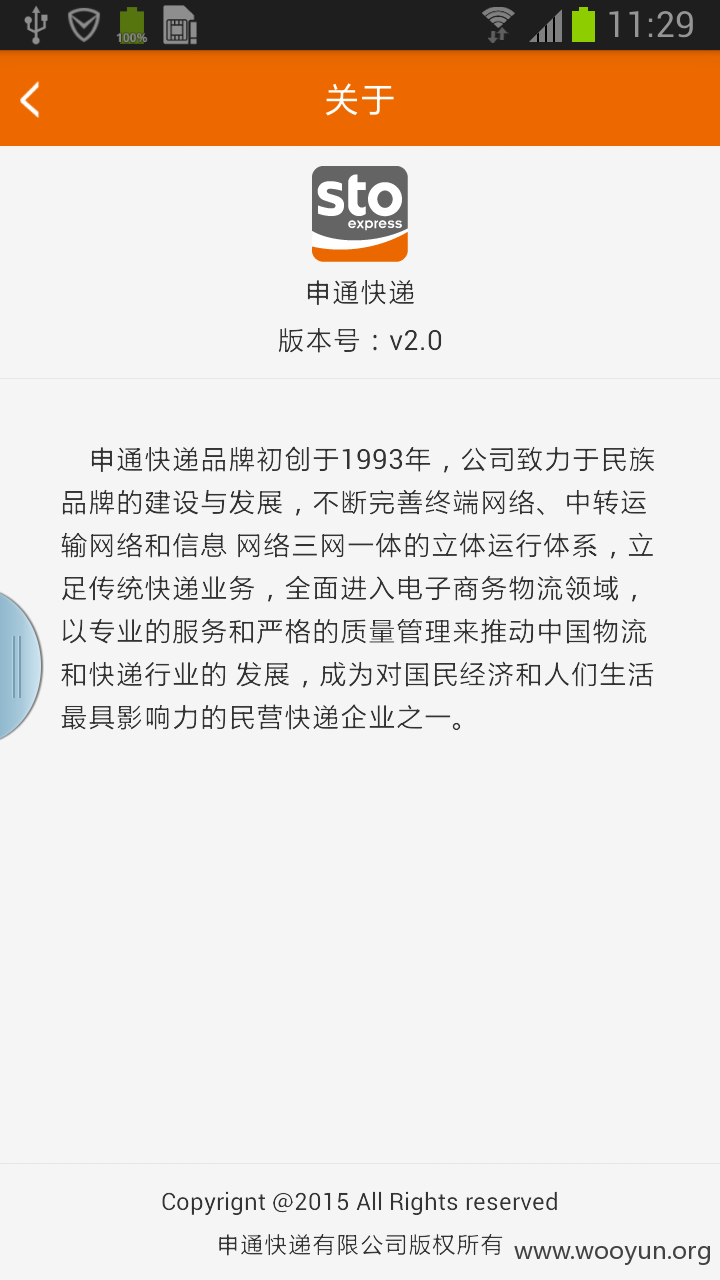 100%
11:29
关于
sto
express
申通快递
版本号：v2.0
申通快递品牌初创于1993年，公司致力于民族
品牌的建设与发展，不断完善终端网络、中转运
输网络和信息 网络三网一体的立体运行体系，立
足传统快递业务，全面进入电子商务物流领域，
以专业的服务和严格的质量管理来推动中国物流
和快递行业的 发展，成为对国民经济和人们生活
最具影响力的民营快递企业之一。
Copyrignt @2015 All Rights reserved
申通快递有限公司版权所有
www.wooyun.org